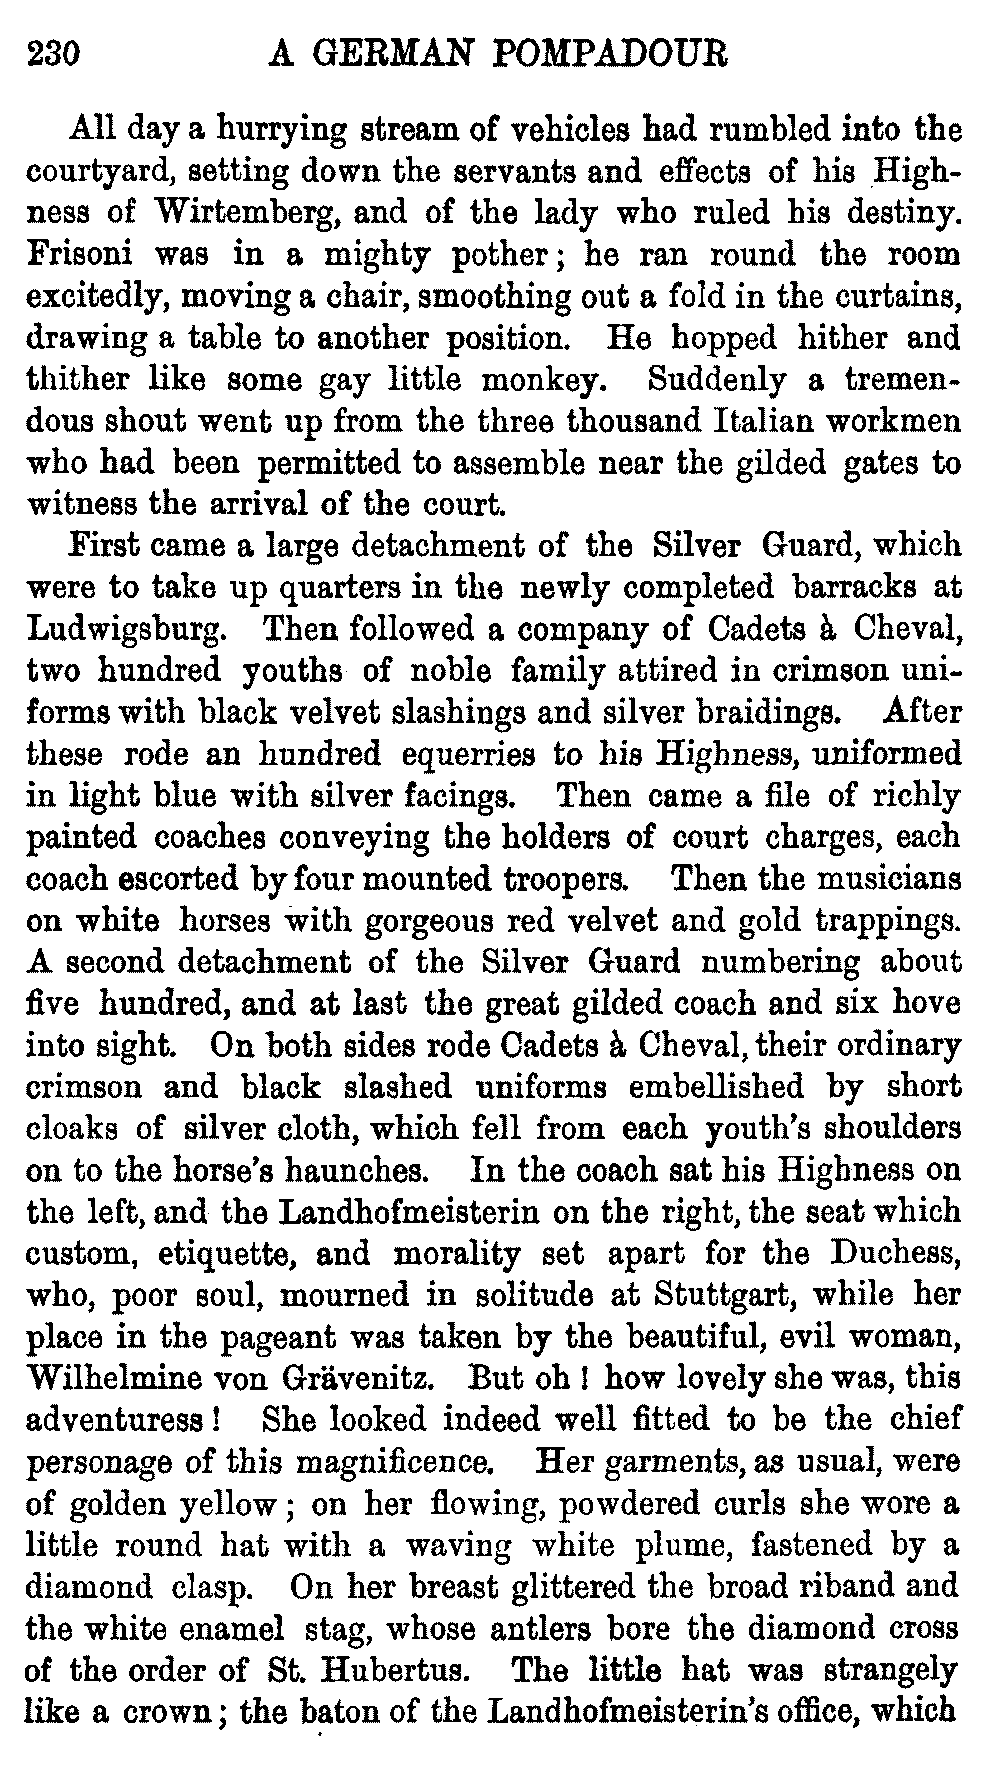 230 A GERMAN POMPADOUR
All day a hurrying stream of vehicles had rumbled into the
courtyard, setting down the servants and effects of his High-
ness of Wirtemberg, and of the lady who ruled his destiny.
Frisoni was in a mighty pother; he ran round the room
excitedly, moving a chair, smoothing out a fold in the curtains,
drawing a table to another position. He hopped hither and
thither like some gay little monkey. Suddenly a tremen-
dous shout went up from the three thousand Italian workmen
who had been permitted to assemble near the gilded gates to
witness the arrival of the court.
First came a large detachment of the Silver Guard, which
were to take up quarters in the newly completed barracks at
Ludwigsburg. Then followed a company of Cadets à Cheval,
two hundred youths of noble family attired in crimson uni-
forms with black velvet slashings and silver braidings. After
these rode an hundred equerries to his Highness, uniformed
in light blue with silver facings. Then came a file of richly
painted coaches conveying the holders of court charges, each
coach escorted by four mounted troopers. Then the musicians
on white horses with gorgeous red velvet and gold trappings.
A second detachment of the Silver Guard numbering about
five hundred, and at last the great gilded coach and six hove
into sight. On both sides rode Cadets à Cheval, their ordinary
crimson and black slashed uniforms embellished by short
cloaks of silver cloth, which fell from each youth's shoulders
on to the horse's haunches. In the coach sat his Highness on
the left, and the Landhofmeisterin on the right, the seat which
custom, etiquette, and morality set apart for the Duchess,
who, poor soul, mourned in solitude at Stuttgart, while her
place in the pageant was taken by the beautiful, evil woman,
Wilhelmine von Grävenitz. But oh! how lovely she was, this
adventuress! She looked indeed well fitted to be the chief
personage of this magnificence. Her garments, as usual, were
of golden yellow; on her flowing, powdered curls she wore a
little round hat with a waving white plume, fastened by a
diamond clasp. On her breast glittered the broad riband and
the white enamel stag, whose antlers bore the diamond cross
of the order of St. Hubertus. The little hat was strangely
like a crown; the baton of the Landhofmeisterin's office, which